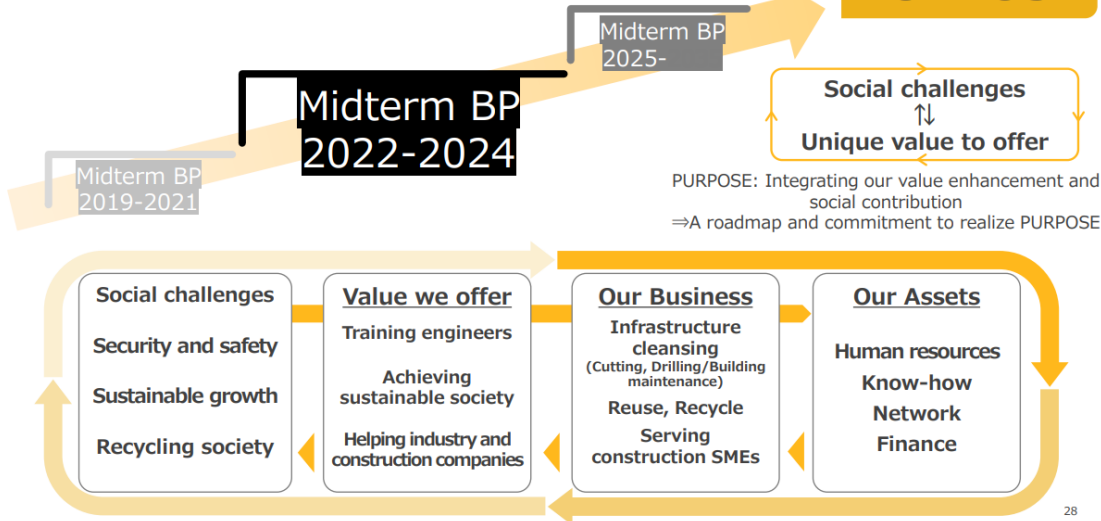 Midterm BP
2025-
Midterm BP
2022-2024
Midterm BP
2019-2021
Social challenges
⇅
Unique value to offer
PURPOSE: Integrating our value enhancement and
social contribution
⇒A roadmap and commitment to realize PURPOSE
Social challenges
Security and safety
Sustainable growth
Recycling society
Value we offer
Training engineers
Achieving
sustainable society
Helping industry and
construction companies
Our Business
Infrastructure
cleansing
(Cutting, Drilling/Building
maintenance)
Reuse, Recycle
Serving
construction SMEs
Our Assets
Human resources
Know-how
Network
Finance
28